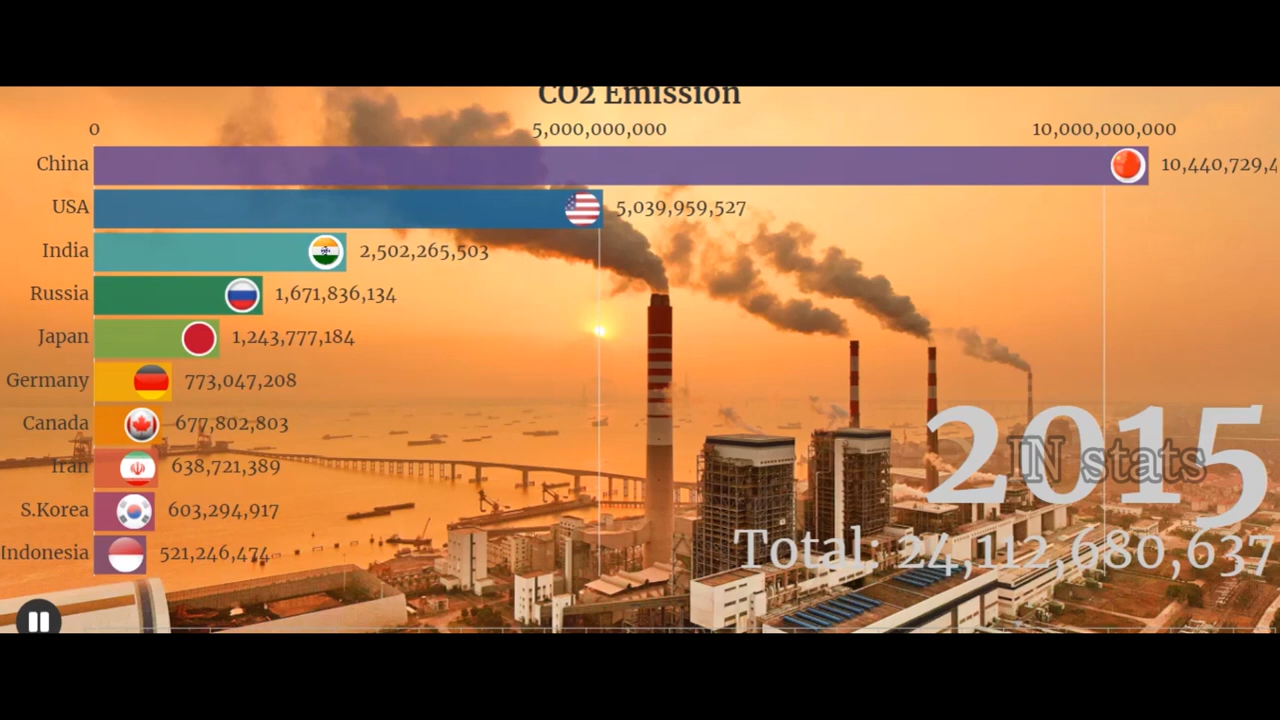 CO2 Emission
0 5,000,000,000 10,000,000,000
China 10,440,729,4
USA 5,039,959,527
India 2,502,265,503
Russia 1,671,836,134
Japan 1,243,777,184
Germany 773,047,208
Canada 677,802,803
Iran 638,721,389
S.Korea 603,294,917
Indonesia 521,246,474
2015
IN stats
Total: 24,112,680,637